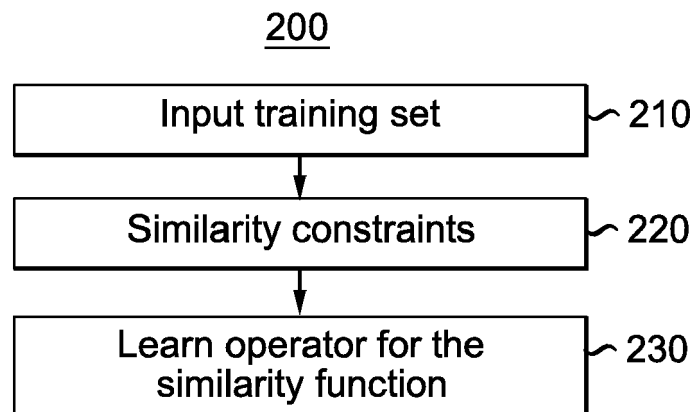 200
Input training set
210
Similarity constraints
220
Learn operator for the
similarity function
230